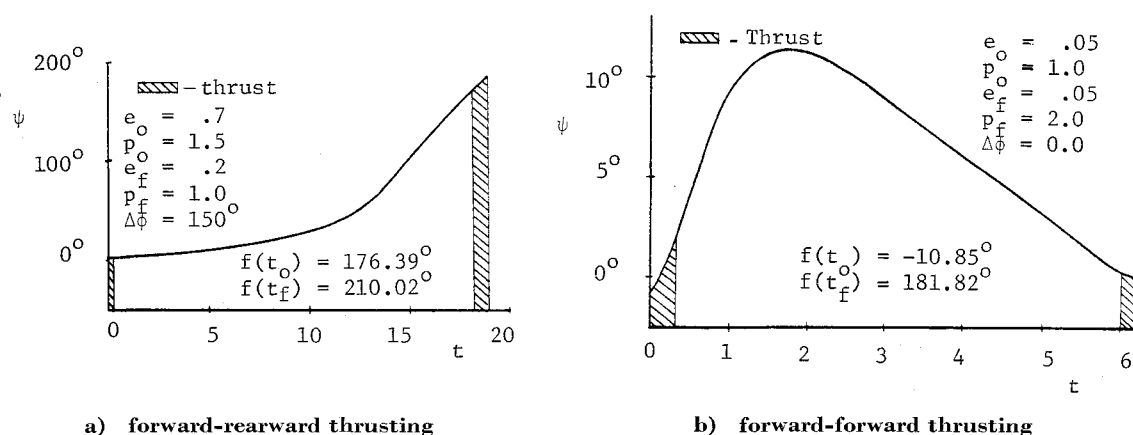 200°
ψ
100°
0°
-thrust
e_o = .7
p_o = 1.5
e_f = .2
p_f = 1.0
ΔΦ = 150°
f(t_o) = 176.39°
f(t_f) = 210.02°
0 5 10 15 20
t
a) forward-rearward thrusting
10°
ψ
5°
0°
- Thrust
e_o = .05
p_o = 1.0
e_f = .05
p_f = 2.0
ΔΦ = 0.0
f(t_o) = -10.85°
f(t_f) = 181.82°
0 1 2 3 4 5 6
t
b) forward-forward thrusting